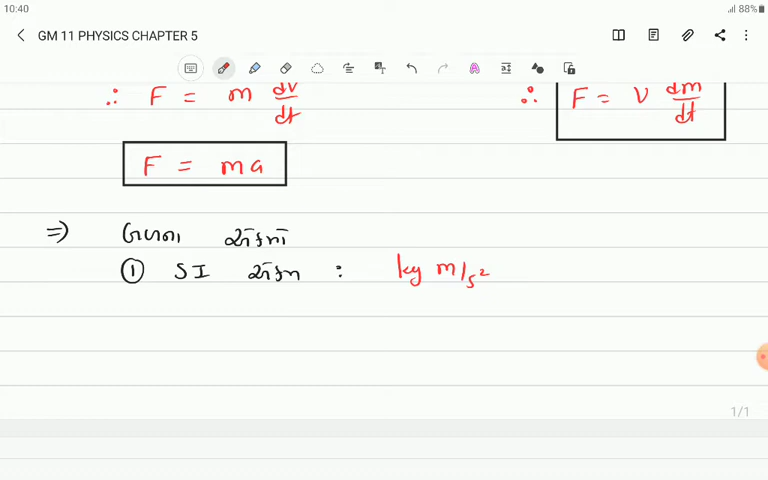 10:40 88%
GM 11 PHYSICS CHAPTER 5
∴ F = m dv/dt ∴ F = v dm/dt
F = ma
⇒ બળના એકમો
① SI એકમ : kg m/s²
1/1